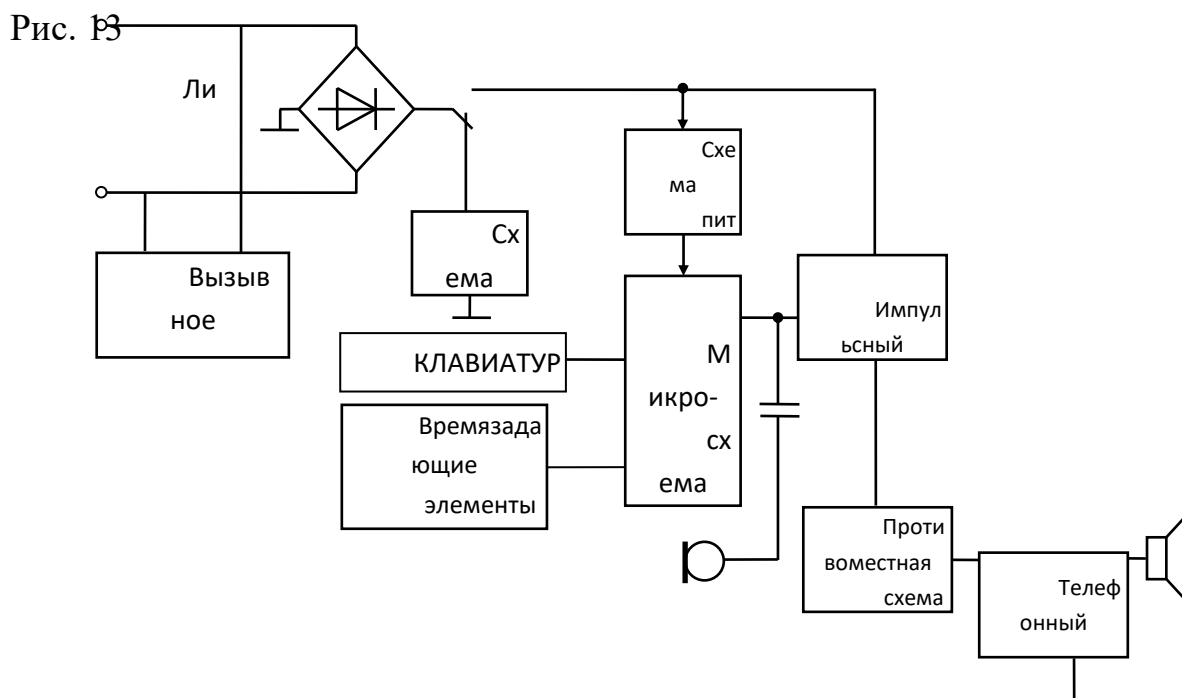 Рис. 13
Ли
Схе
ма
пит
Сх
ема
Вызыв
ное
Импул
ьсный
КЛАВИАТУР
М
икро-
сх
ема
Времязада
ющие
элементы
Проти
воместная
схема
Телеф
онный